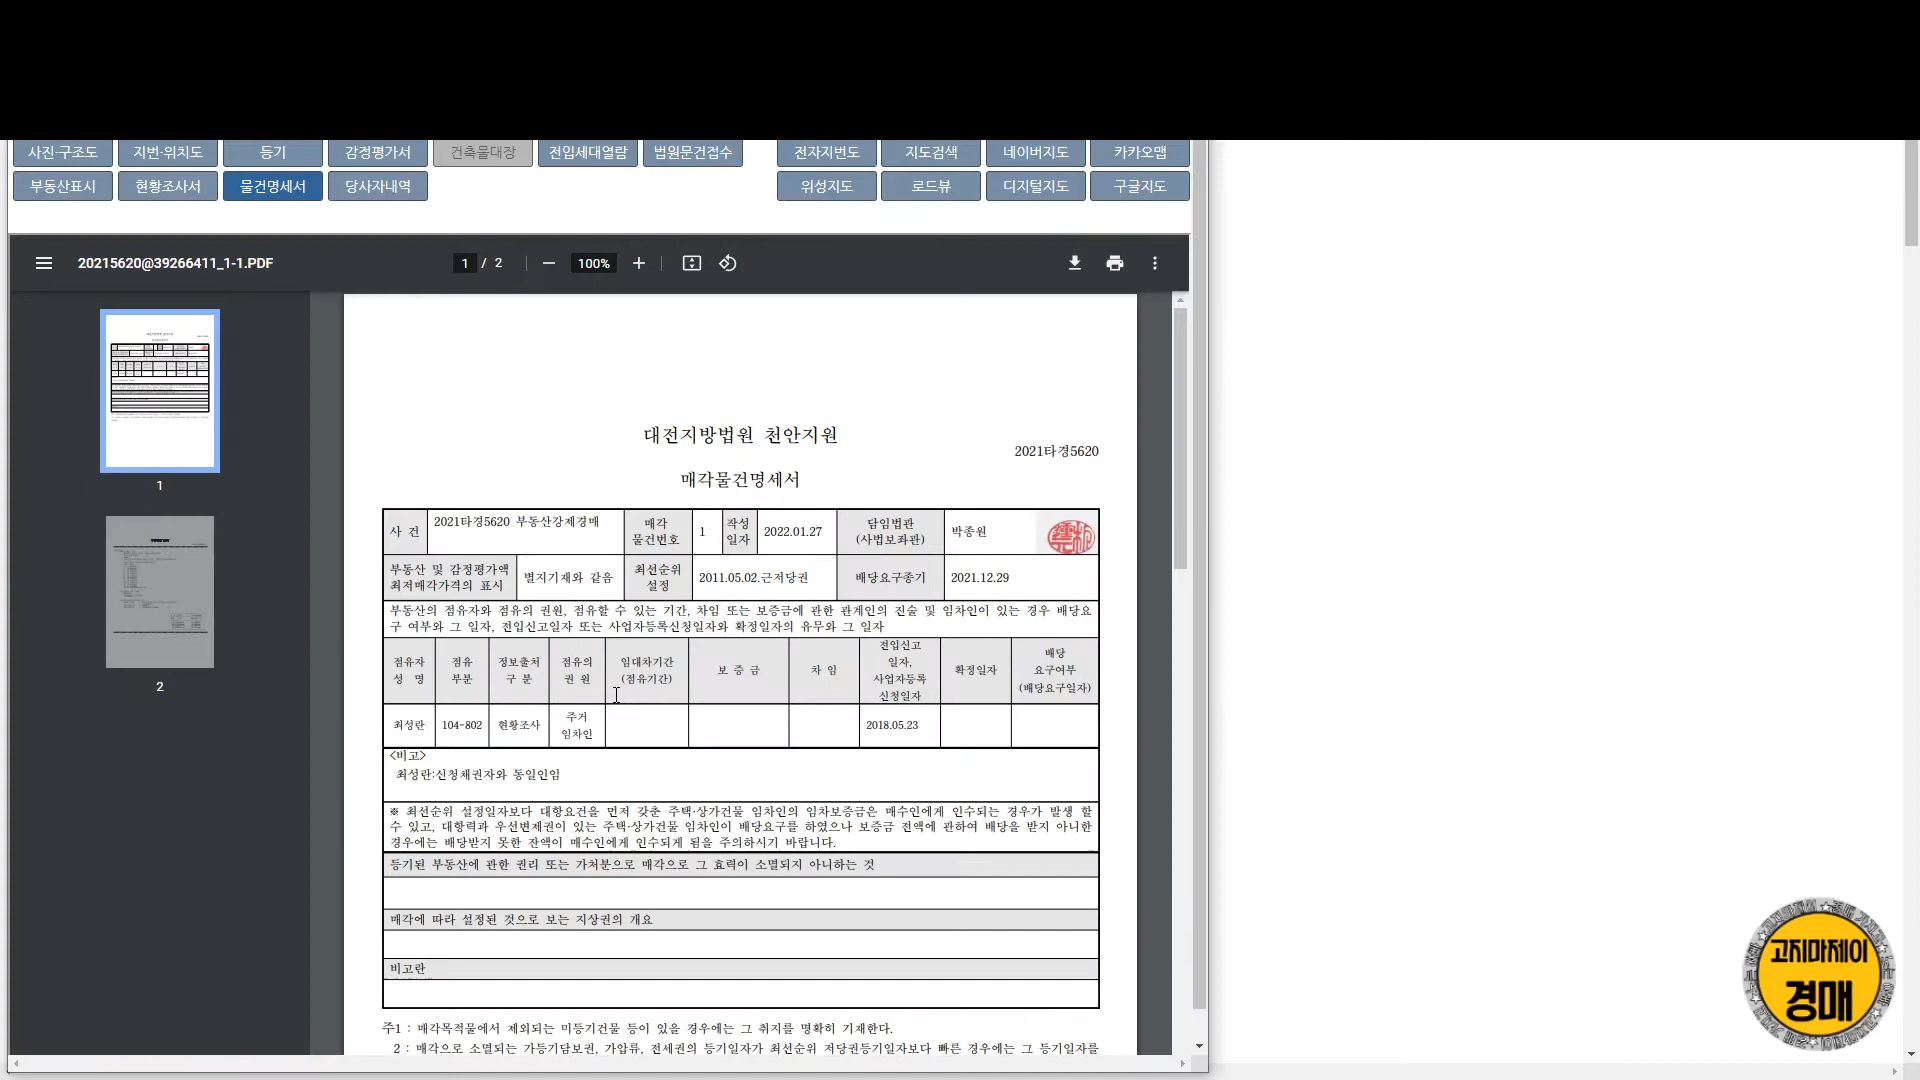 사진·구조도 지번·위치도 등기 감정평가서 건축물대장 전입세대열람 법원문건접수 전자지번도 지도검색 네이버지도 카카오맵
부동산표시 현황조사서 물건명세서 당사자내역 위성지도 로드뷰 디지털지도 구글지도
20215620@39266411_1-1.PDF 1 / 2 100%
1
2
대전지방법원 천안지원
2021타경5620
매각물건명세서
사 건 2021타경5620 부동산강제경매 매각 물건번호 1 작성 일자 2022.01.27 담임법관 (사법보좌관) 박종원
부동산 및 감정평가액 최저매각가격의 표시 별지기재와 같음 최선순위 설정 2011.05.02.근저당권 배당요구종기 2021.12.29
부동산의 점유자와 점유의 권원, 점유할 수 있는 기간, 차임 또는 보증금에 관한 관계인의 진술 및 임차인이 있는 경우 배당요
구 여부와 그 일자, 전입신고일자 또는 사업자등록신청일자와 확정일자의 유무와 그 일자
점유자 성 명 점유 부분 정보출처 구 분 점유의 권 원 임대차기간 (점유기간) 보 증 금 차 임 전입신고 일자, 사업자등록 신청일자 확정일자 배당 요구여부 (배당요구일자)
최성란 104-802 현황조사 주거 임차인 2018.05.23
<비고>
최성란:신청채권자와 동일인임
※ 최선순위 설정일자보다 대항요건을 먼저 갖춘 주택·상가건물 임차인의 임차보증금은 매수인에게 인수되는 경우가 발생 할
수 있고, 대항력과 우선변제권이 있는 주택·상가건물 임차인이 배당요구를 하였으나 보증금 전액에 관하여 배당을 받지 아니한
경우에는 배당받지 못한 잔액이 매수인에게 인수되게 됨을 주의하시기 바랍니다.
등기된 부동산에 관한 권리 또는 가처분으로 매각으로 그 효력이 소멸되지 아니하는 것
매각에 따라 설정된 것으로 보는 지상권의 개요
비고란
주1 : 매각목적물에서 제외되는 미등기건물 등이 있을 경우에는 그 취지를 명확히 기재한다.
2 : 매각으로 소멸되는 가등기담보권, 가압류, 전세권의 등기일자가 최선순위 저당권등기일자보다 빠른 경우에는 그 등기일자를
고지마제이
경매